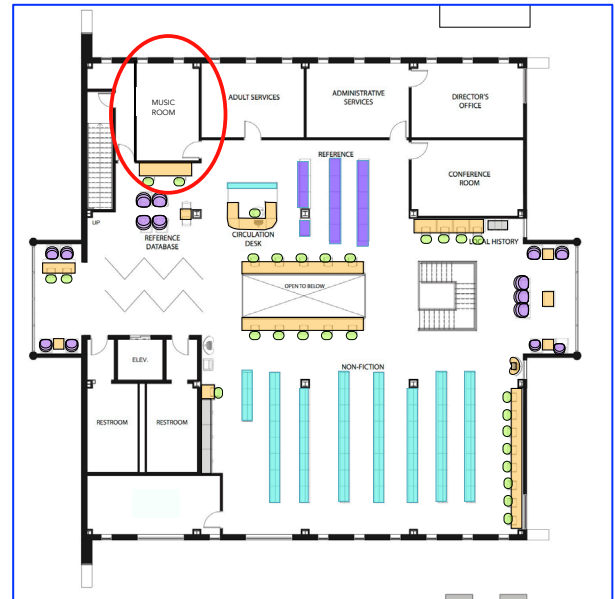 MUSIC
ROOM
ADULT SERVICES
ADMINISTRATIVE
SERVICES
DIRECTOR'S
OFFICE
REFERENCE
CONFERENCE
ROOM
UP
REFERENCE
DATABASE
CIRCULATION
DESK
LOCAL HISTORY
OPEN TO BELOW
ELEV.
NON-FICTION
RESTROOM
RESTROOM